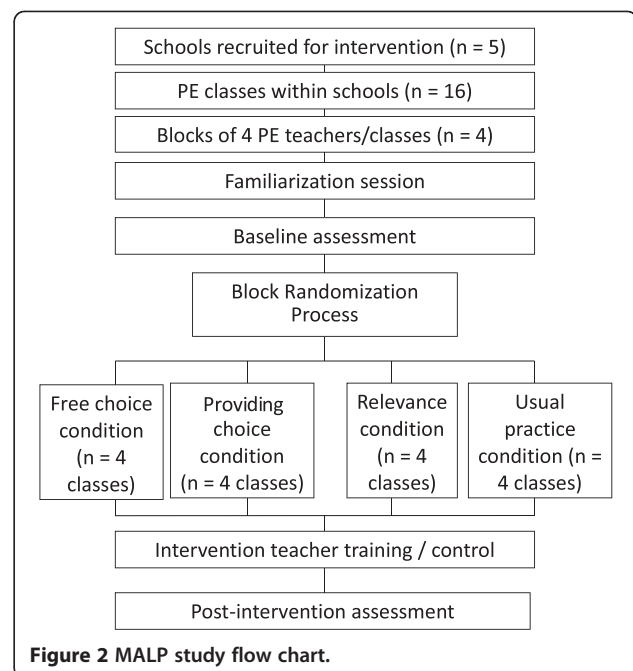 Schools recruited for intervention (n = 5)
PE classes within schools (n = 16)
Blocks of 4 PE teachers/classes (n = 4)
Familiarization session
Baseline assessment
Block Randomization
Process
Free choice
condition
(n = 4
classes)
Providing
choice
condition
(n = 4 classes)
Relevance
condition
(n = 4
classes)
Usual
practice
condition (n =
4 classes)
Intervention teacher training / control
Post-intervention assessment
Figure 2 MALP study flow chart.